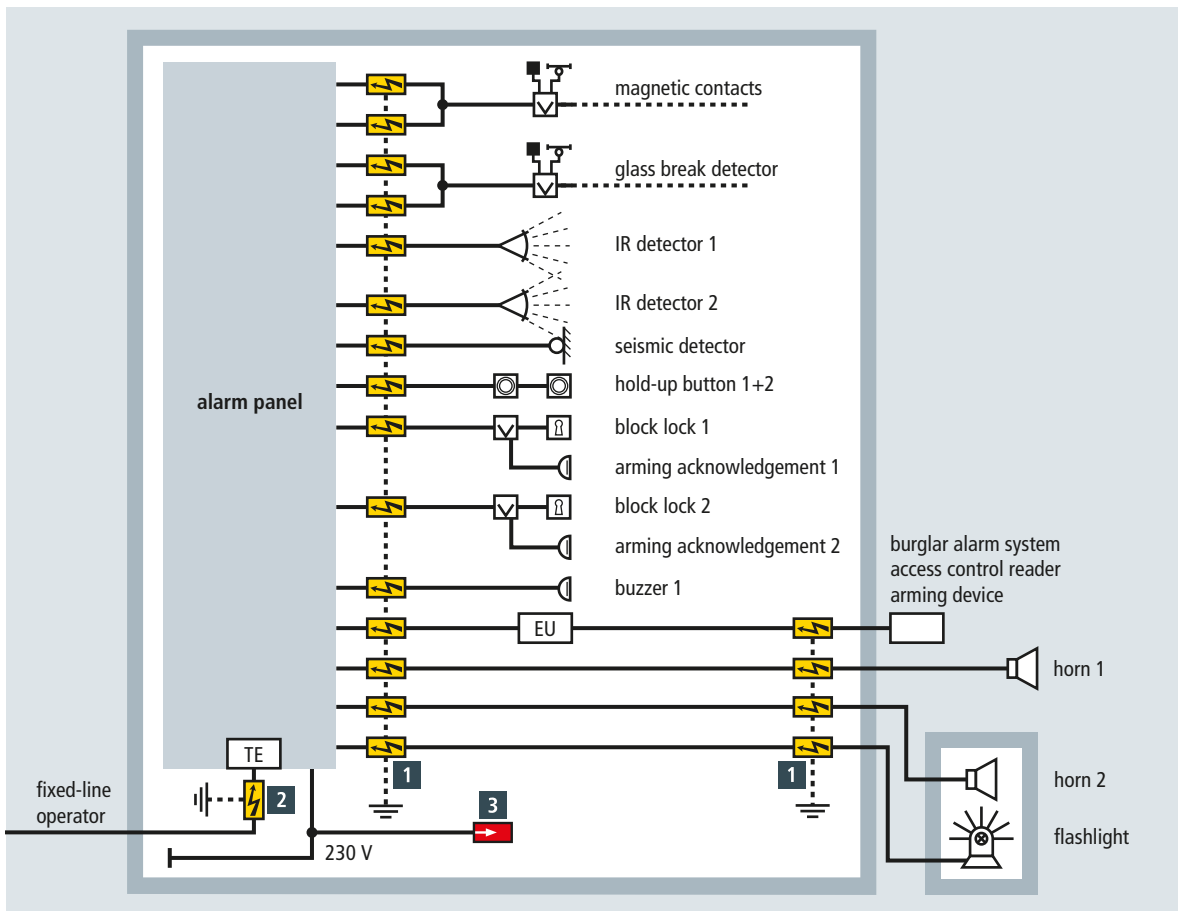 magnetic contacts
glass break detector
IR detector 1
IR detector 2
seismic detector
hold-up button 1+2
alarm panel
block lock 1
arming acknowledgement 1
block lock 2
arming acknowledgement 2
burglar alarm system
access control reader
arming device
buzzer 1
EU
horn 1
TE
1
1
fixed-line
operator
2
3
horn 2
230 V
flashlight